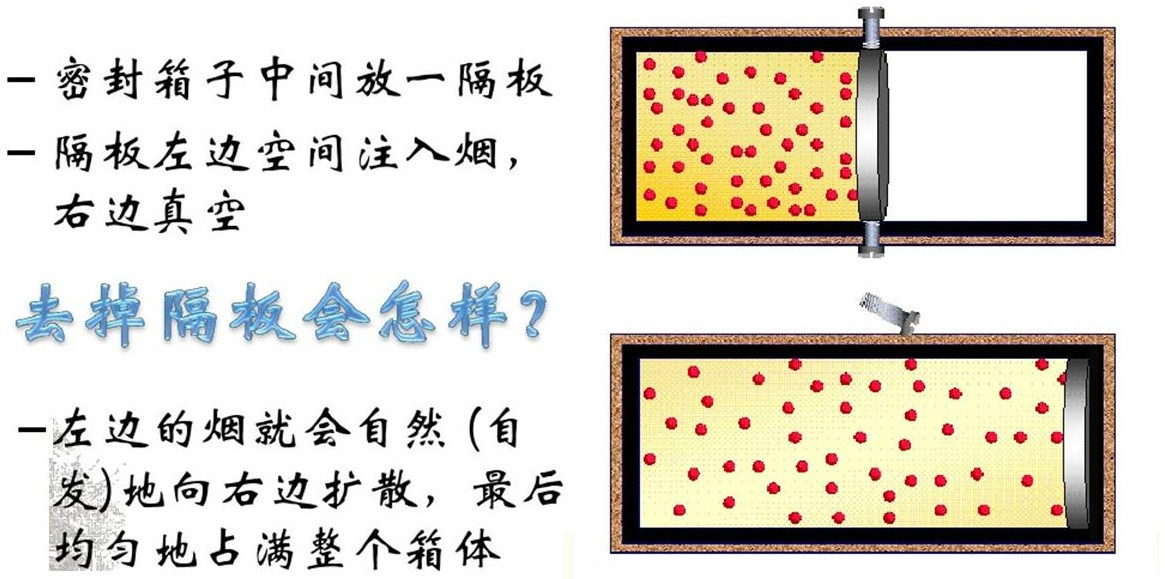 – 密封箱子中间放一隔板
– 隔板左边空间注入烟，
右边真空
去掉隔板会怎样?
–左边的烟就会自然(自
发)地向右边扩散，最后
均匀地占满整个箱体